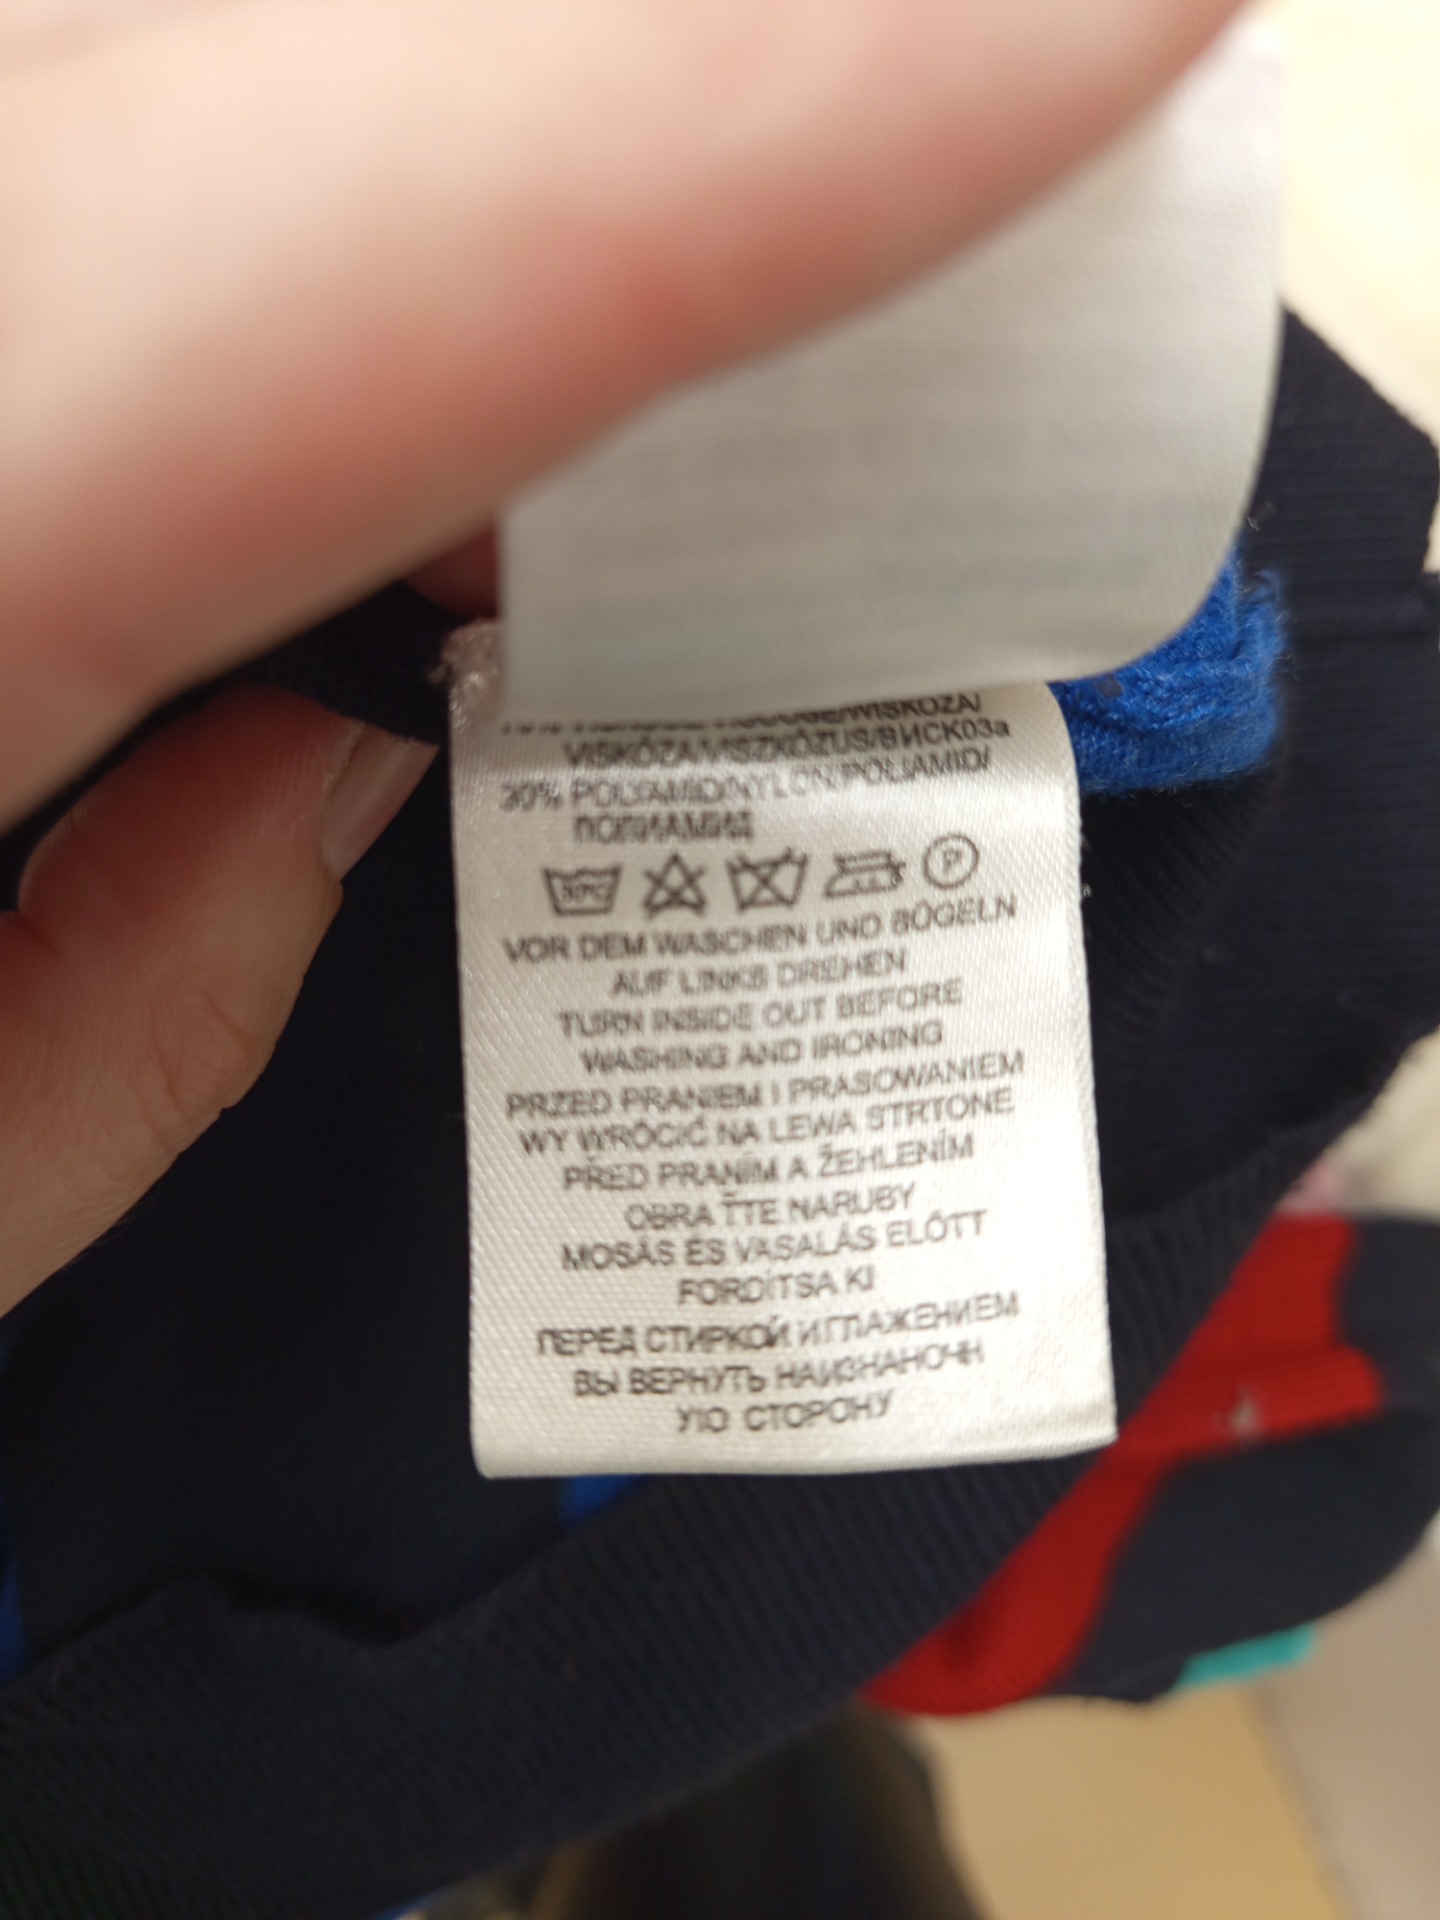 VISKÓZA/VISZKÓZUS/ВИСК03а
30% POLYAMID/NYLON/POLIAMID/
ПОЛИАМИД
30°C
P
VOR DEM WASCHEN UND BÜGELN
AUF LINKS DREHEN
TURN INSIDE OUT BEFORE
WASHING AND IRONING
PRZED PRANIEM I PRASOWANIEM
WY WRÓCIĆ NA LEWA STRTONE
PŘED PRANÍM A ŽEHLENÍM
OBRA ŤTE NARUBY
MOSÁS ÉS VASALÁS ELŐTT
FORDÍTSA KI
ПЕРЕД СТИРКОЙ И ГЛАЖЕНИЕМ
ВЫ ВЕРНУТЬ НАИЗНАНОЧН
УЮ СТОРОНУ